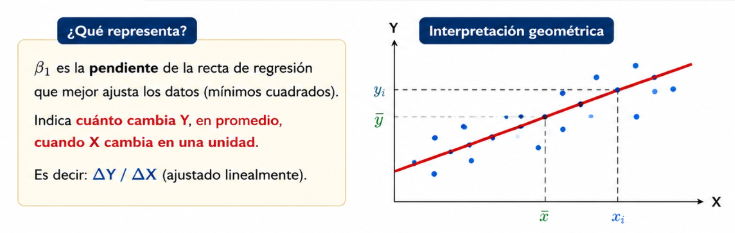 ¿Qué representa?
β₁ es la pendiente de la recta de regresión
que mejor ajusta los datos (mínimos cuadrados).
Indica cuánto cambia Y, en promedio,
cuando X cambia en una unidad.
Es decir: ΔY / ΔX (ajustado linealmente).
Interpretación geométrica
Y
yᵢ
ȳ
x̄
xᵢ
X